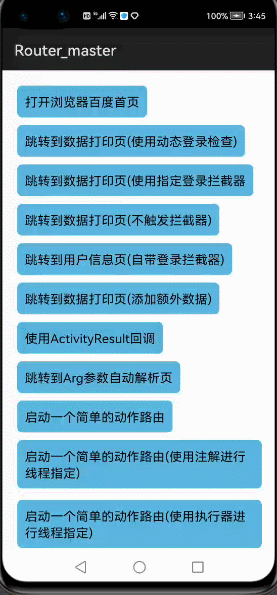 100% 3:45
Router_master
打开浏览器百度首页
跳转到数据打印页(使用动态登录检查)
跳转到数据打印页(使用指定登录拦截器
跳转到数据打印页(不触发拦截器)
跳转到用户信息页(自带登录拦截器)
跳转到数据打印页(添加额外数据)
使用ActivityResult回调
跳转到Arg参数自动解析页
启动一个简单的动作路由
启动一个简单的动作路由(使用注解进行
线程指定)
启动一个简单的动作路由(使用执行器进
行线程指定)